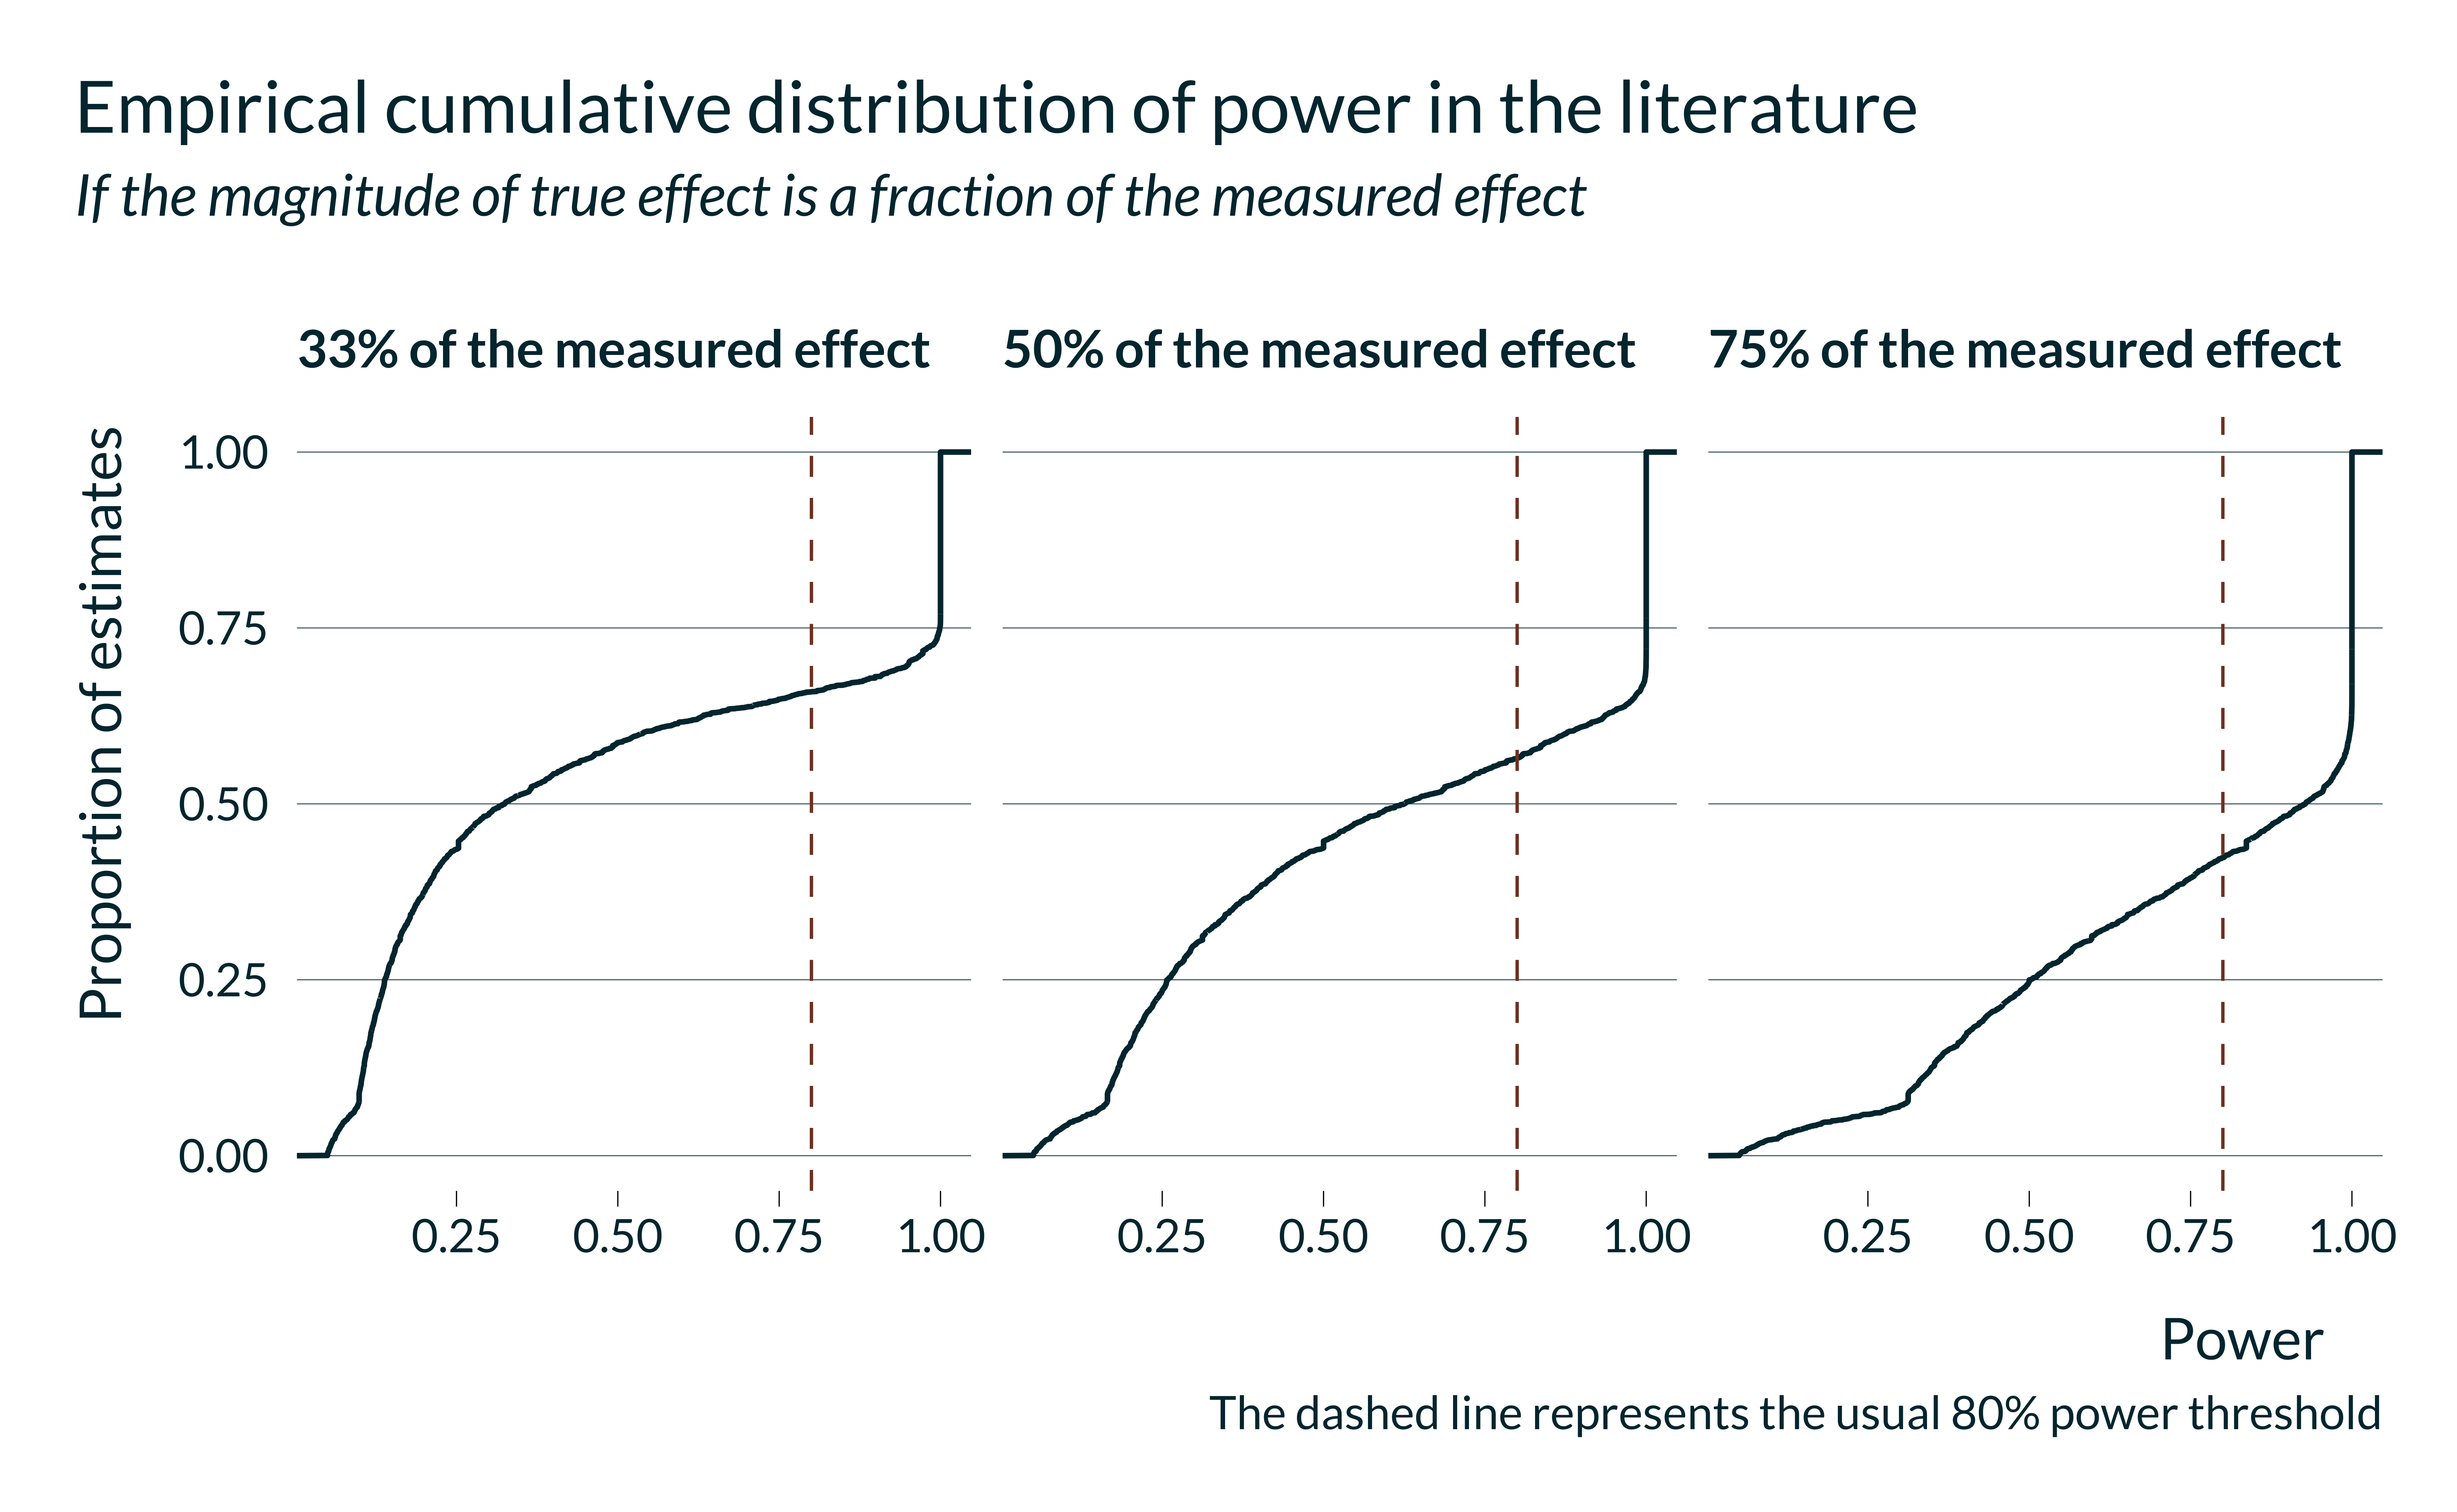 Empirical cumulative distribution of power in the literature
If the magnitude of true effect is a fraction of the measured effect
33% of the measured effect
50% of the measured effect
75% of the measured effect
Proportion of estimates
1.00
0.75
0.50
0.25
0.00
0.25 0.50 0.75 1.00
0.25 0.50 0.75 1.00
0.25 0.50 0.75 1.00
Power
The dashed line represents the usual 80% power threshold